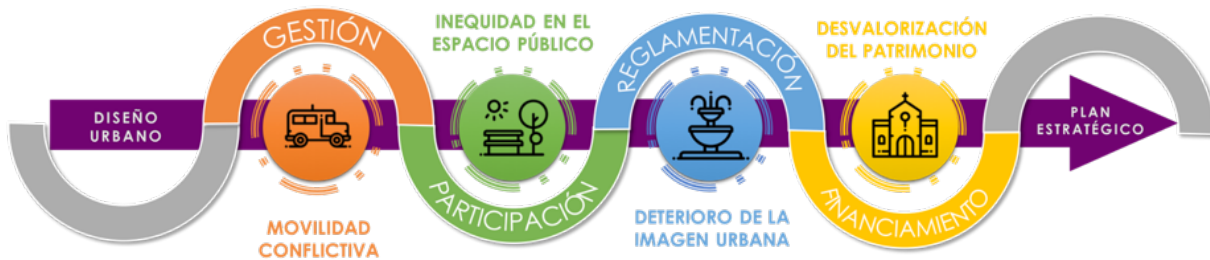 DISEÑO
URBANO
GESTIÓN
MOVILIDAD
CONFLICTIVA
INEQUIDAD EN EL
ESPACIO PÚBLICO
PARTICIPACIÓN
REGLAMENTACIÓN
DETERIORO DE LA
IMAGEN URBANA
DESVALORIZACIÓN
DEL PATRIMONIO
FINANCIAMIENTO
PLAN
ESTRATÉGICO